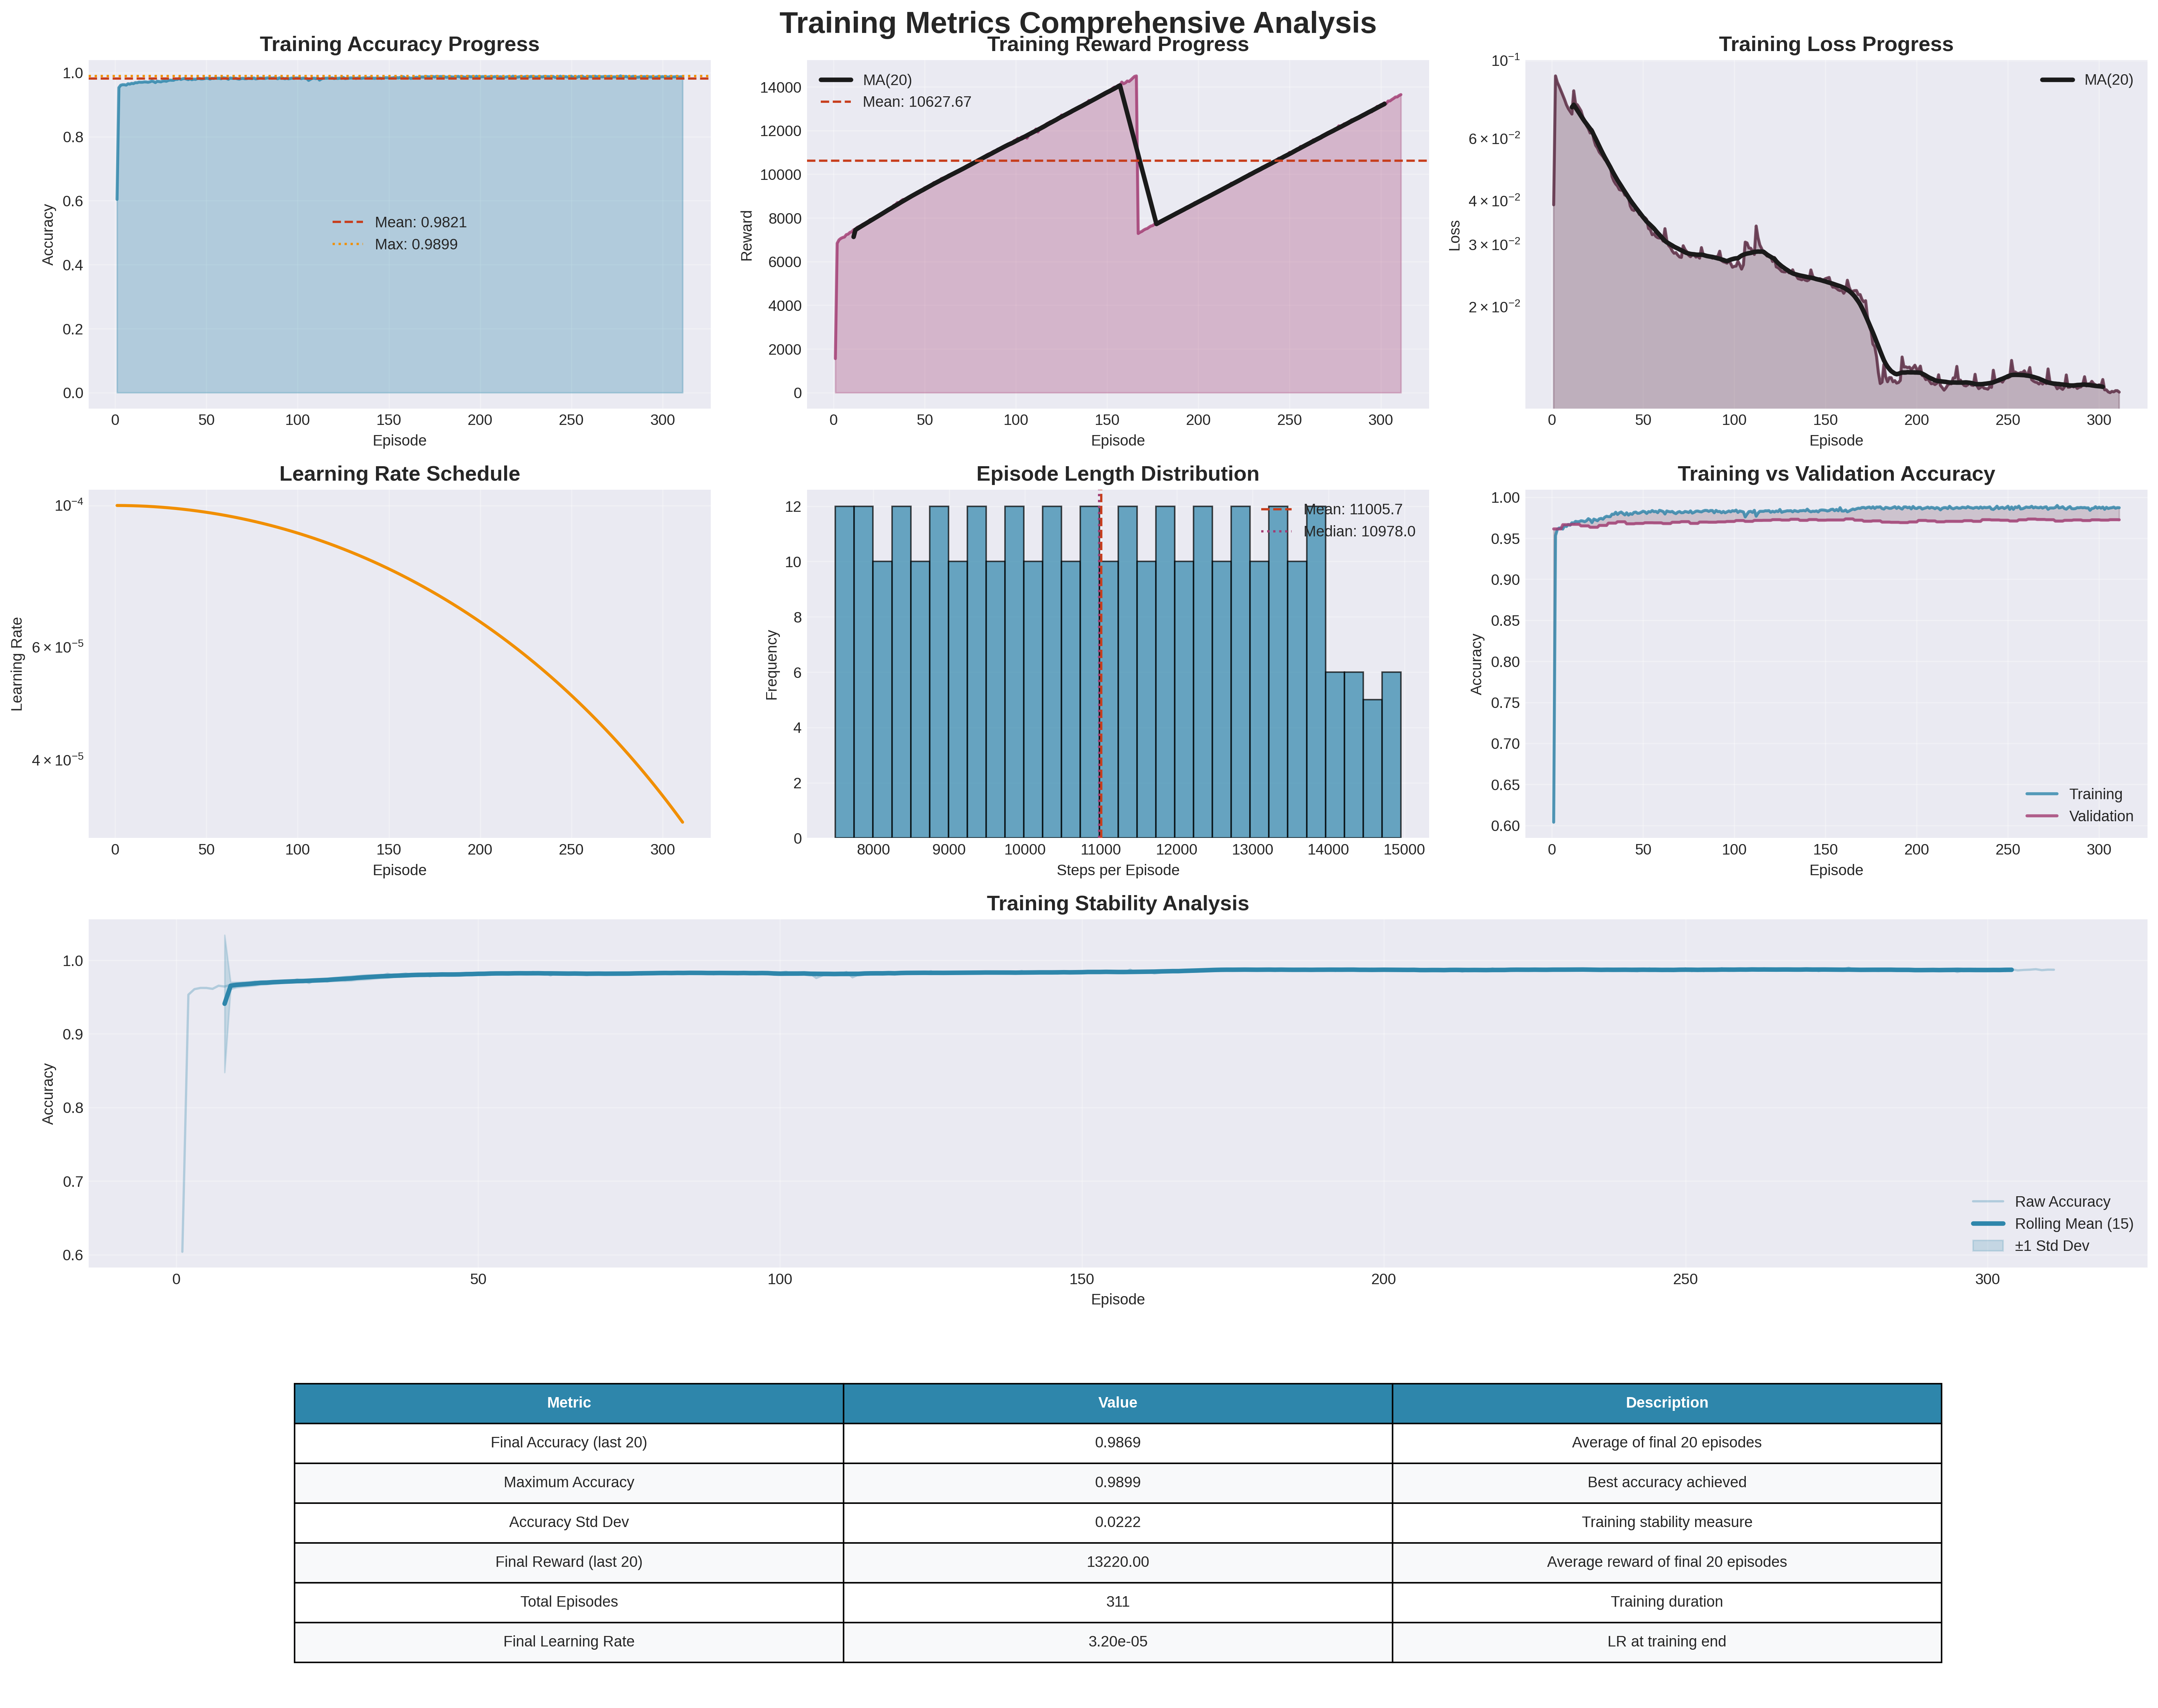 Training Metrics Comprehensive Analysis
Training Accuracy Progress
1.0
0.8
0.6
0.4
0.2
0.0
Accuracy
Mean: 0.9821
Max: 0.9899
0 50 100 150 200 250 300
Episode
Training Reward Progress
14000
12000
10000
8000
6000
4000
2000
0
Reward
MA(20)
Mean: 10627.67
0 50 100 150 200 250 300
Episode
Training Loss Progress
10⁻¹
6 × 10⁻²
4 × 10⁻²
3 × 10⁻²
2 × 10⁻²
Loss
MA(20)
0 50 100 150 200 250 300
Episode
Learning Rate Schedule
10⁻⁴
6 × 10⁻⁵
4 × 10⁻⁵
Learning Rate
0 50 100 150 200 250 300
Episode
Episode Length Distribution
12
10
8
6
4
2
0
Frequency
Mean: 11005.7
Median: 10978.0
8000 9000 10000 11000 12000 13000 14000 15000
Steps per Episode
Training vs Validation Accuracy
1.00
0.95
0.90
0.85
0.80
0.75
0.70
0.65
0.60
Accuracy
Training
Validation
0 50 100 150 200 250 300
Episode
Training Stability Analysis
1.0
0.9
0.8
0.7
0.6
Accuracy
Raw Accuracy
Rolling Mean (15)
±1 Std Dev
0 50 100 150 200 250 300
Episode
Metric Value Description
Final Accuracy (last 20) 0.9869 Average of final 20 episodes
Maximum Accuracy 0.9899 Best accuracy achieved
Accuracy Std Dev 0.0222 Training stability measure
Final Reward (last 20) 13220.00 Average reward of final 20 episodes
Total Episodes 311 Training duration
Final Learning Rate 3.20e-05 LR at training end